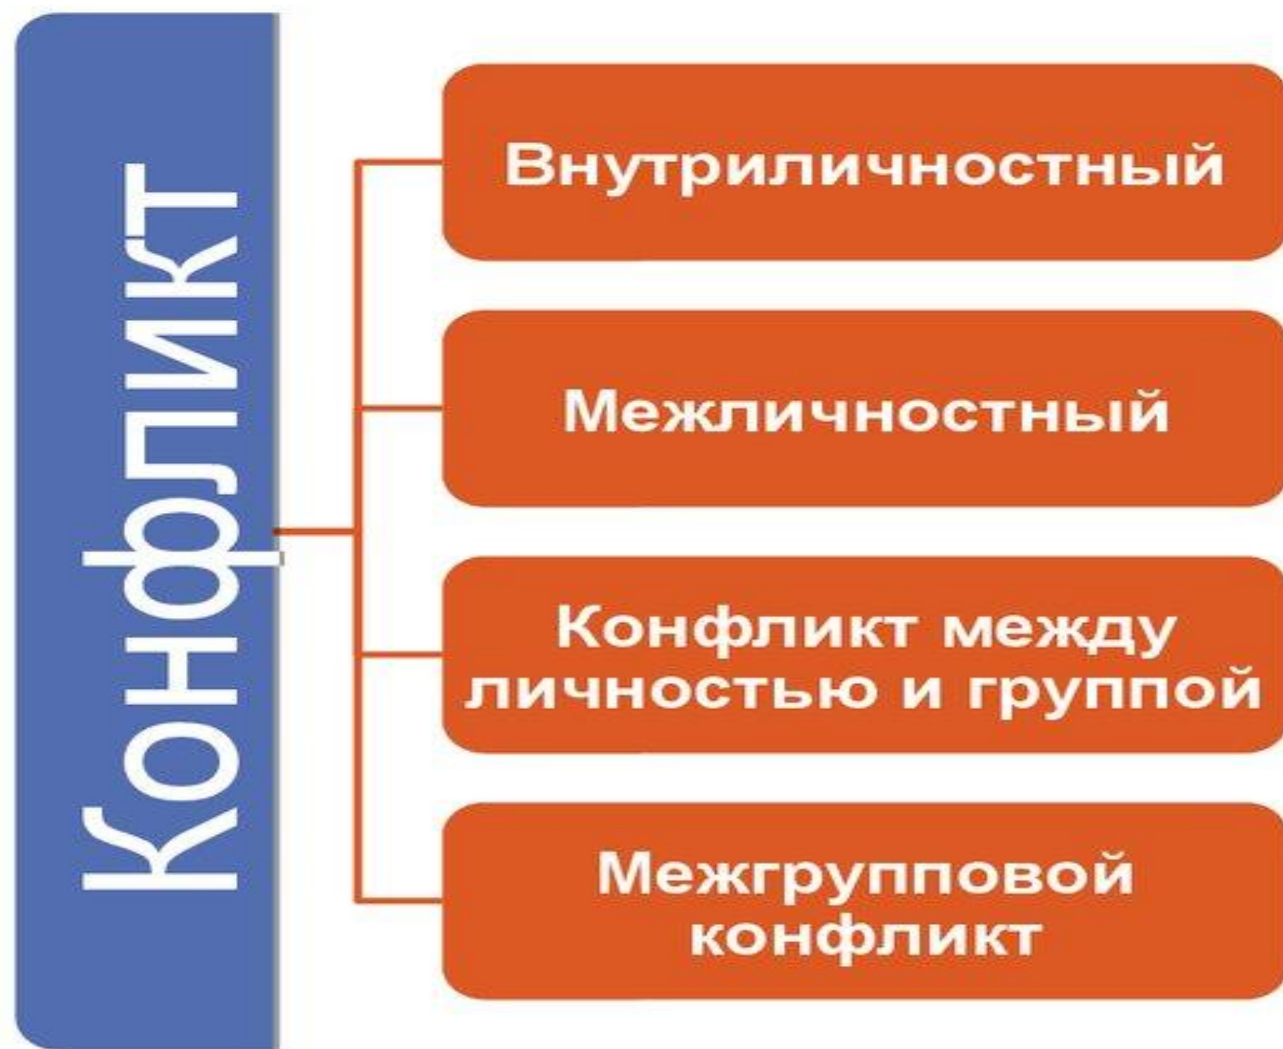 Конфликт
Внутриличностный
Межличностный
Конфликт между
личностью и группой
Межгрупповой
конфликт